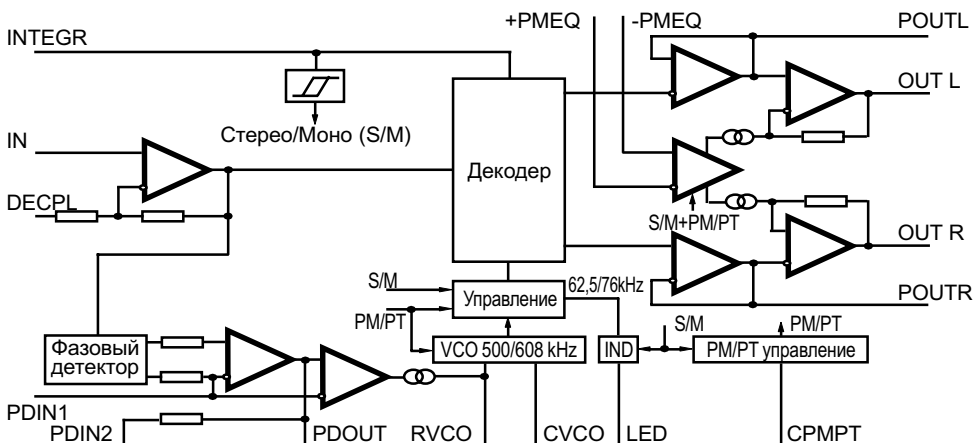 +PMEQ
-PMEQ
POUTL
INTEGR
OUT L
Стерео/Моно (S/M)
IN
Декодер
DECPL
S/M+PM/PT
OUT R
S/M
Управление
62,5/76kHz
POUTR
PM/PT
S/M
PM/PT
Фазовый
детектор
VCO 500/608 kHz
IND
PM/PT управление
PDIN1
PDIN2
PDOUT
RVCO
CVCO
LED
CPMPT